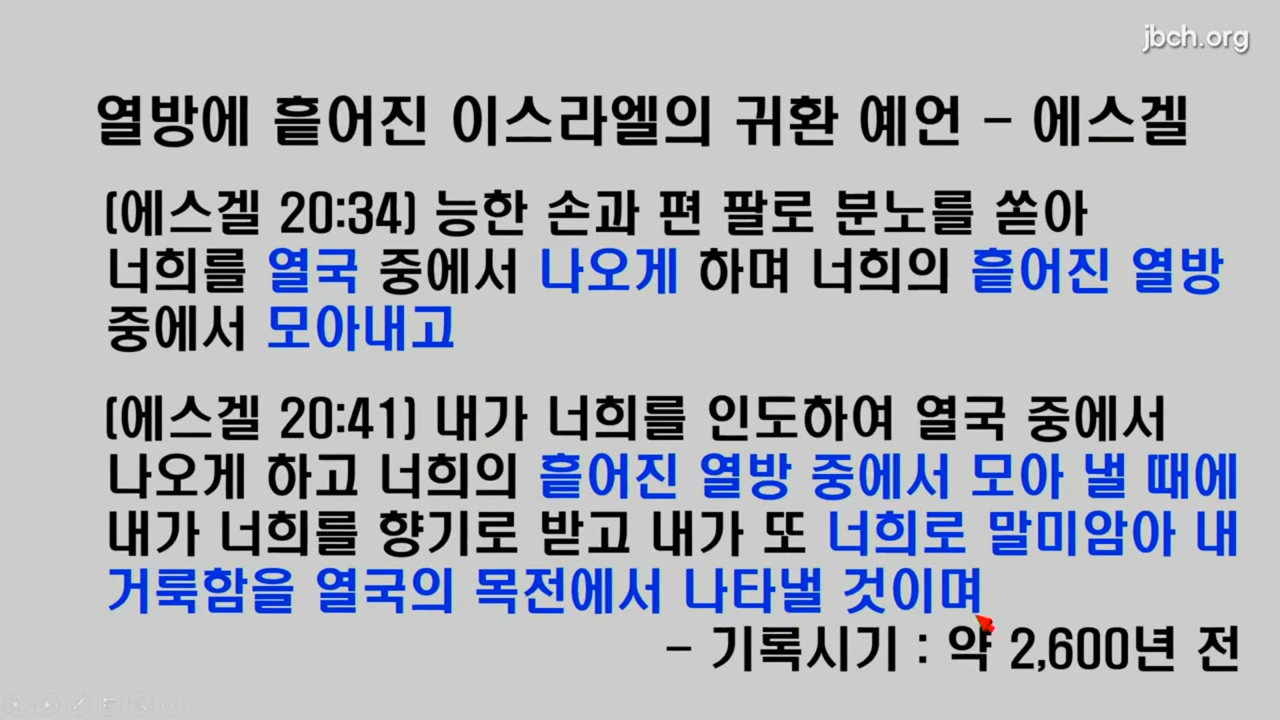 jbch.org
열방에 흩어진 이스라엘의 귀환 예언 - 에스겔
(에스겔 20:34) 능한 손과 편 팔로 분노를 쏟아
너희를 열국 중에서 나오게 하며 너희의 흩어진 열방
중에서 모아내고
(에스겔 20:41) 내가 너희를 인도하여 열국 중에서
나오게 하고 너희의 흩어진 열방 중에서 모아 낼 때에
내가 너희를 향기로 받고 내가 또 너희로 말미암아 내
거룩함을 열국의 목전에서 나타낼 것이며
- 기록시기 : 약 2,600년 전